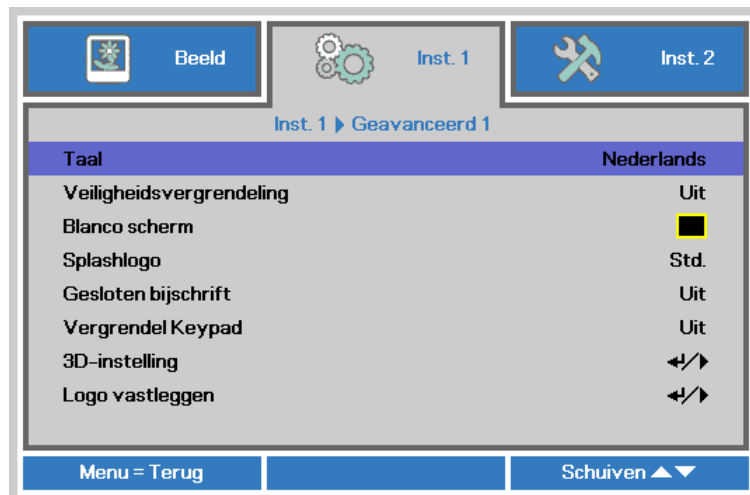 Beeld Inst. 1 Inst. 2
Inst. 1 Geavanceerd 1
Taal Nederlands
Veiligheidsvergrendeling Uit
Blanco scherm
Splashlogo Std.
Gesloten bijschrift Uit
Vergrendel Keypad Uit
3D-instelling
Logo vastleggen
Menu = Terug Schuiven